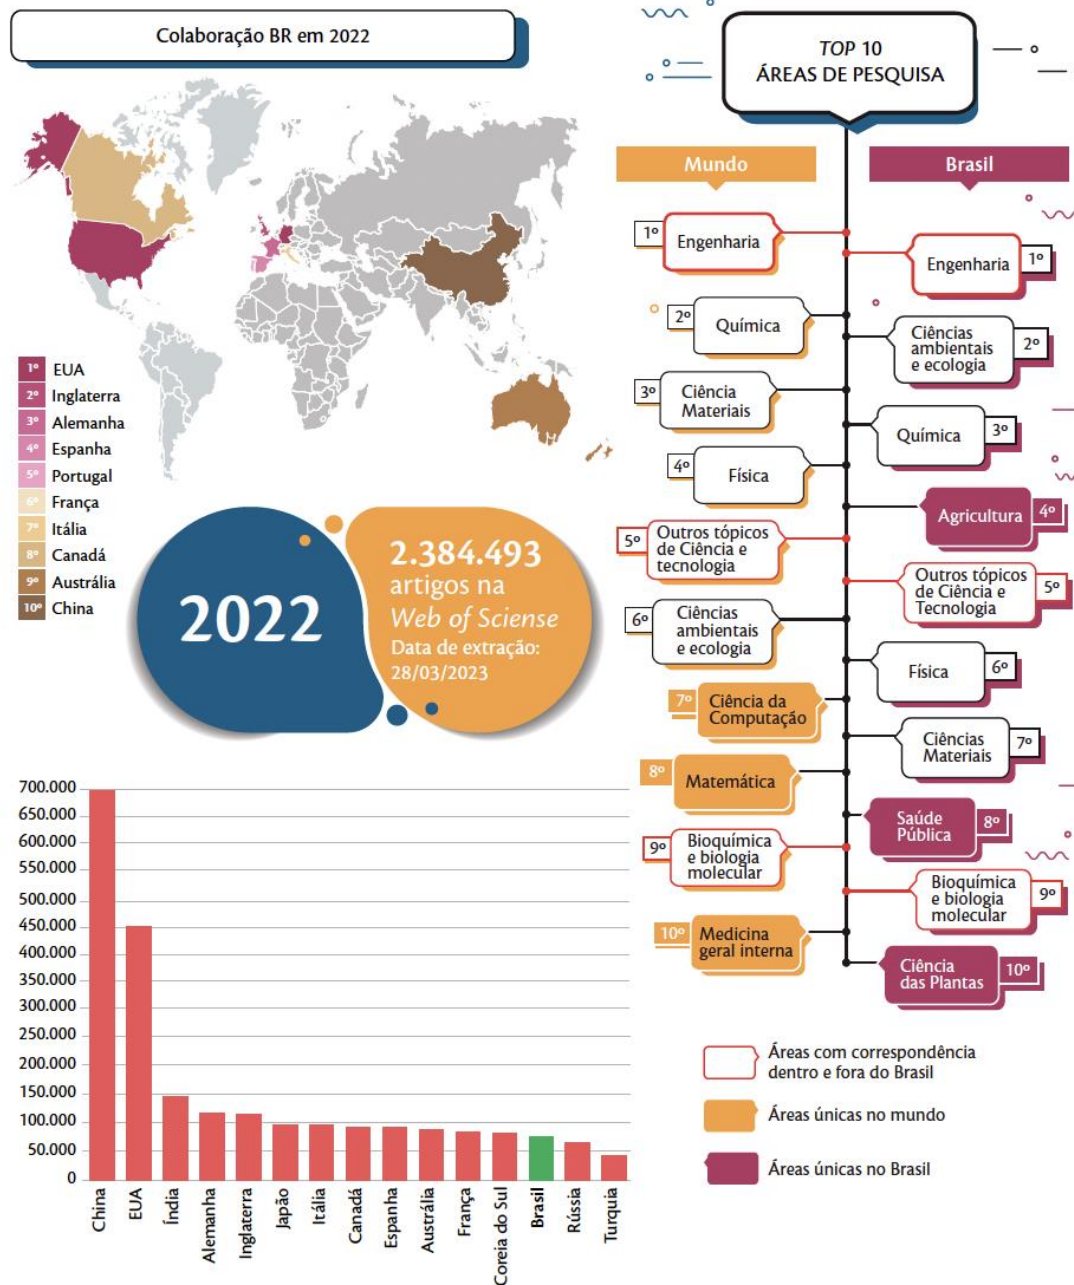 Colaboração BR em 2022
1º EUA
2º Inglaterra
3º Alemanha
4º Espanha
5º Portugal
6º França
7º Itália
8º Canadá
9º Austrália
10º China
2022
2.384.493
artigos na
Web of Sciense
Data de extração:
28/03/2023
700.000
650.000
600.000
550.000
500.000
450.000
400.000
350.000
300.000
250.000
200.000
150.000
100.000
50.000
0
China
EUA
Índia
Alemanha
Inglaterra
Japão
Itália
Canadá
Espanha
Austrália
França
Coreia do Sul
Brasil
Rússia
Turquia
TOP 10
ÁREAS DE PESQUISA
Mundo
1º Engenharia
2º Química
3º Ciência
Materiais
4º Física
5º Outros tópicos
de Ciência e
tecnologia
6º Ciências
ambientais
e ecologia
7º Ciência da
Computação
8º Matemática
9º Bioquímica
e biologia
molecular
10º Medicina
geral interna
Brasil
Engenharia 1º
Ciências
ambientais
e ecologia 2º
Química 3º
Agricultura 4º
Outros tópicos
de Ciência e
Tecnologia 5º
Física 6º
Ciências
Materiais 7º
Saúde
Pública 8º
Bioquímica
e biologia
molecular 9º
Ciência
das Plantas 10º
Áreas com correspondência
dentro e fora do Brasil
Áreas únicas no mundo
Áreas únicas no Brasil